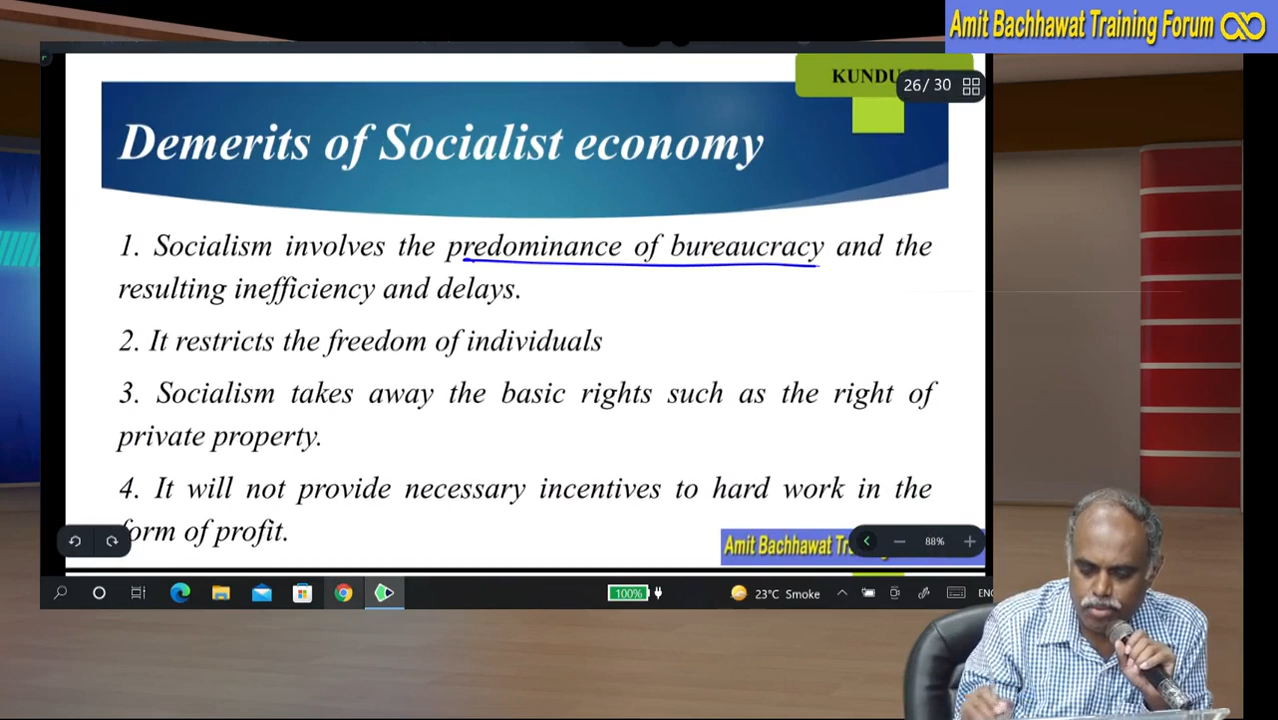 Amit Bachhawat Training Forum
KUNDU
26/ 30
Demerits of Socialist economy
1. Socialism involves the predominance of bureaucracy and the
resulting inefficiency and delays.
2. It restricts the freedom of individuals
3. Socialism takes away the basic rights such as the right of
private property.
4. It will not provide necessary incentives to hard work in the
form of profit.
Amit Bachhawat
88%
100%
23°C Smoke
ENG